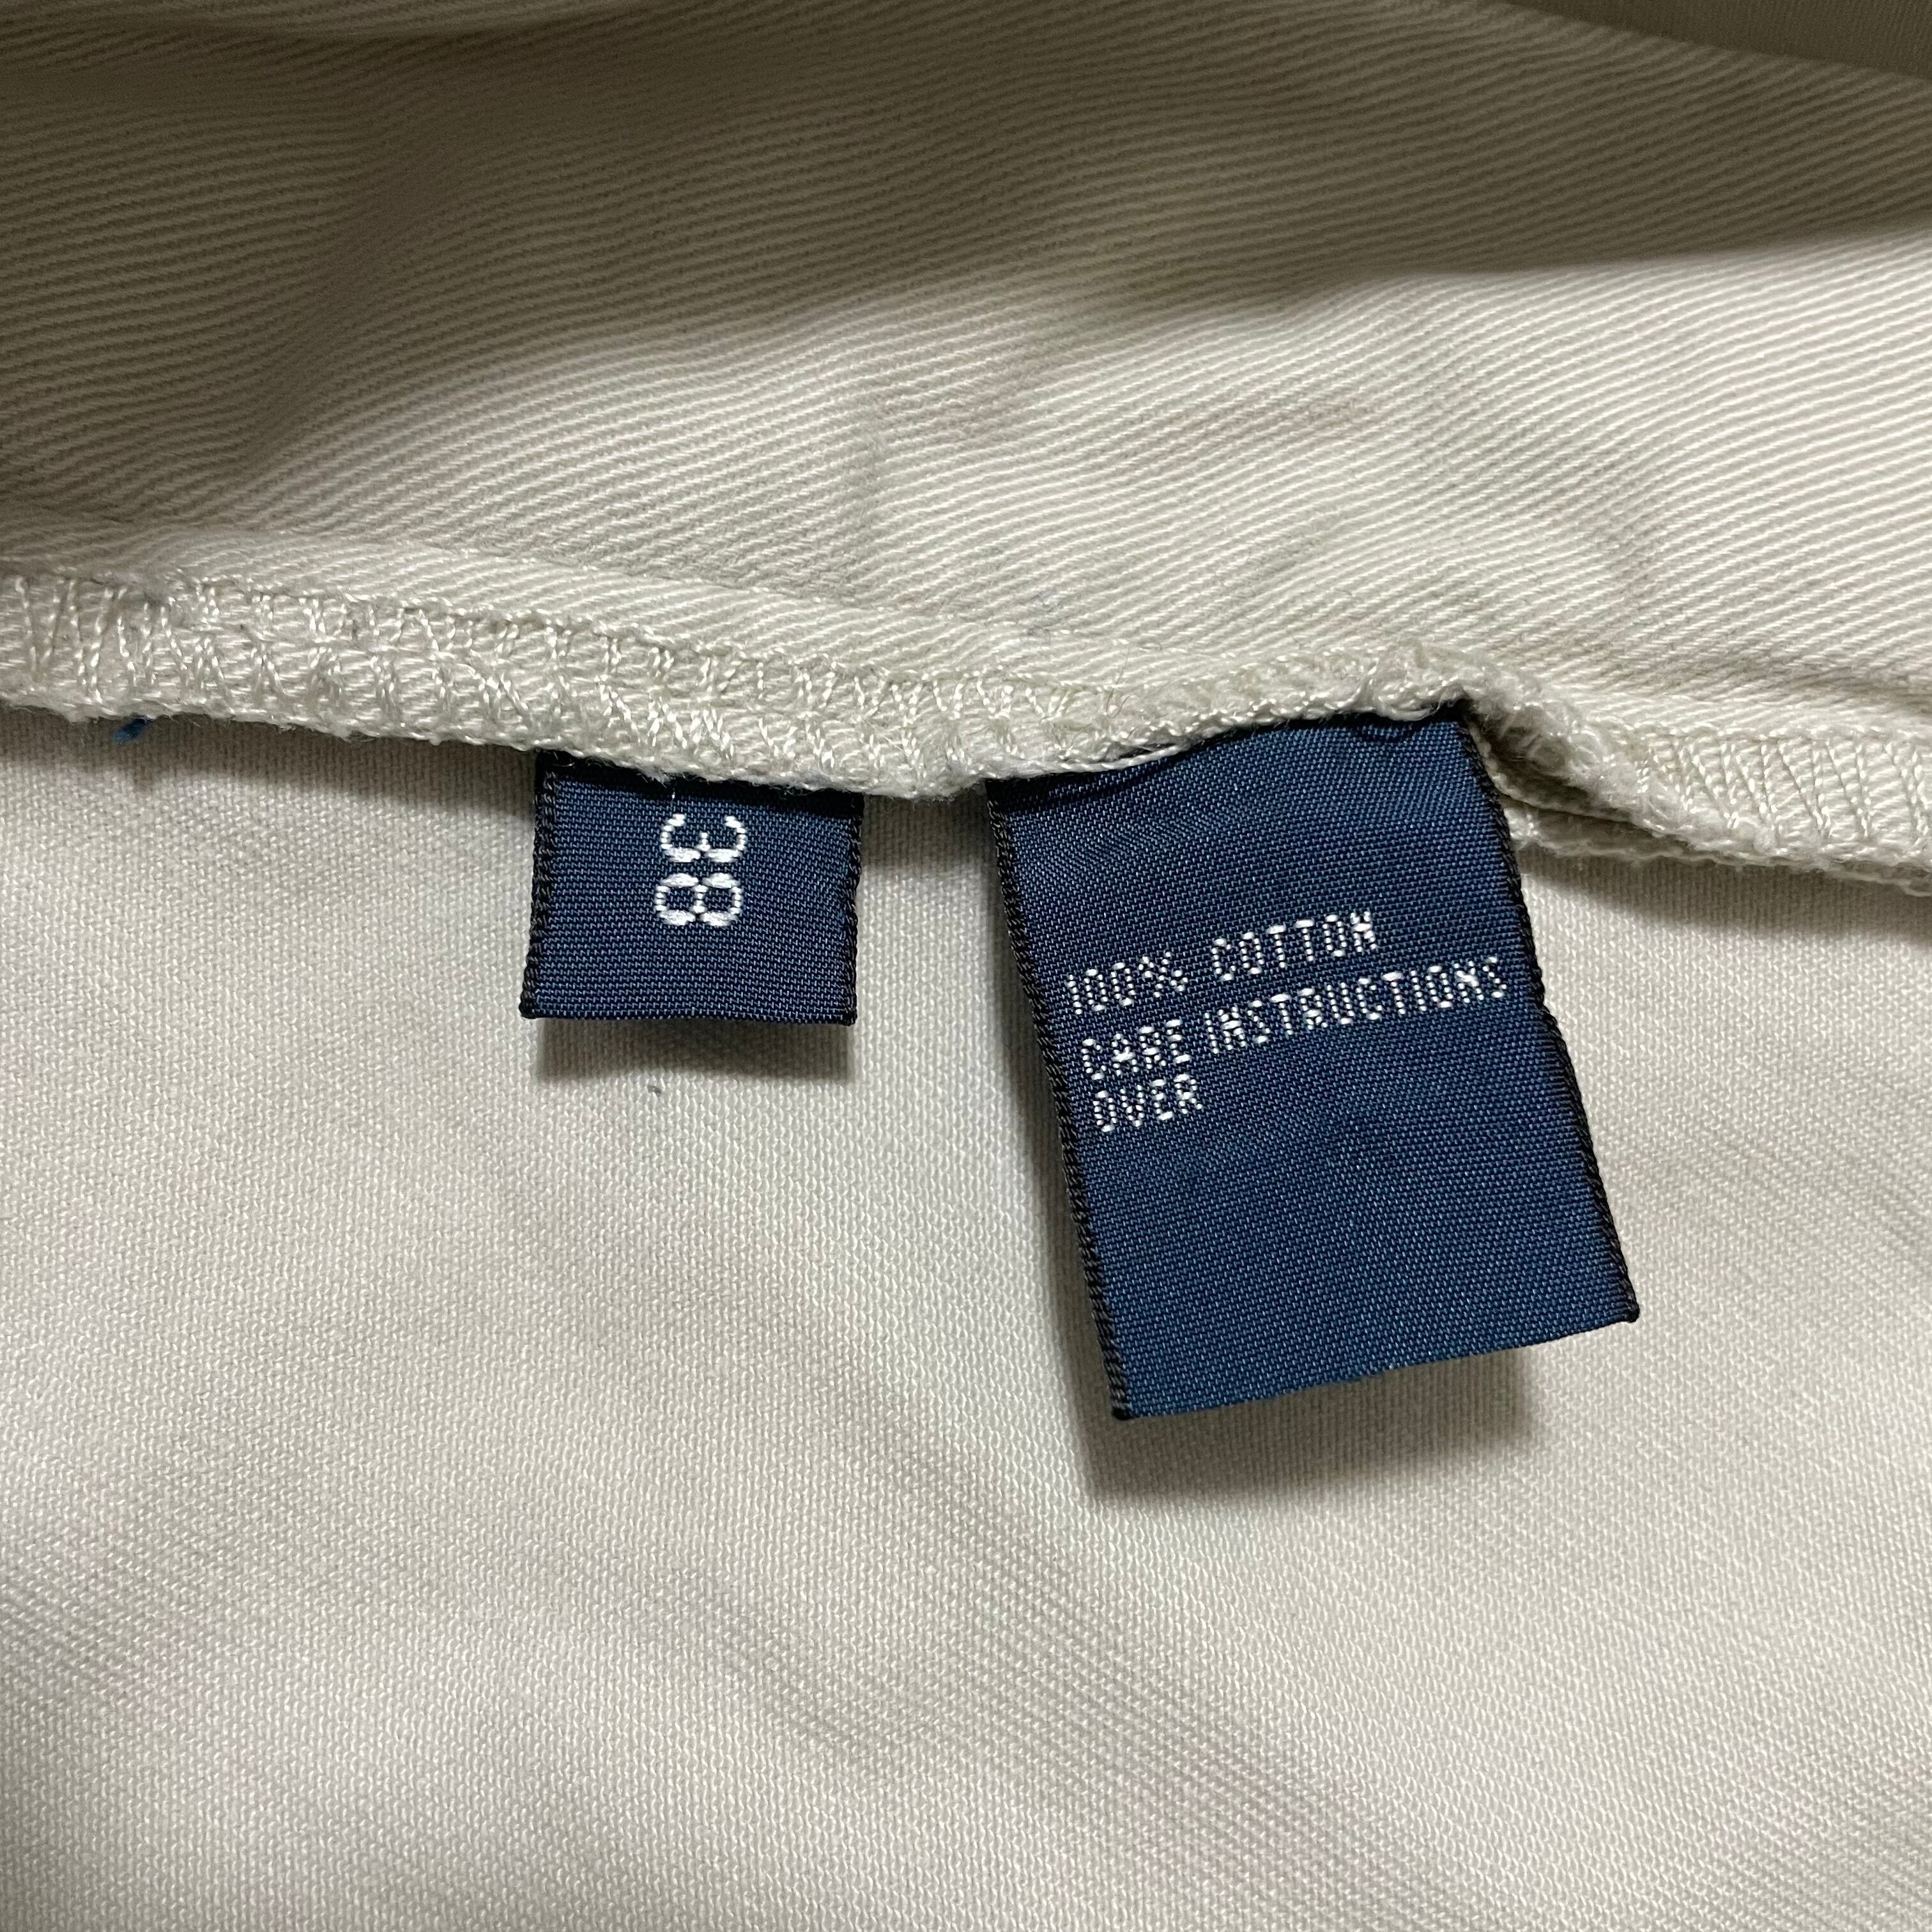 38
100% COTTON
CARE INSTRUCTIONS
OVER